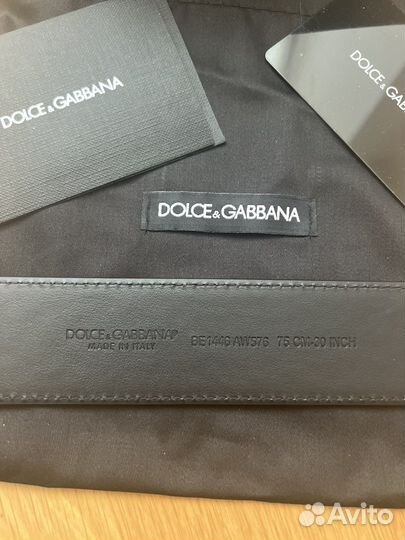 DOLCE&GABBANA
DOLCE&GABBANA
DOLCE&GABBANA
DOLCE&GABBANA®
MADE IN ITALY
BE1446 AW576 75 CM-30 INCH
Avito